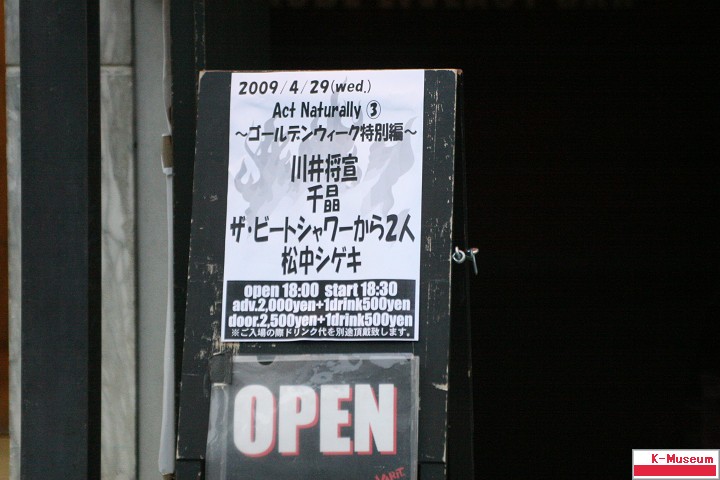 2009/4/29(wed.)
Act Naturally ③
～ゴールデンウィーク特別編～
川井将宣
千晶
ザ・ビートシャワーから2人
松中シゲキ
open 18:00 start 18:30
adv.2,000yen+1drink500yen
door.2,500yen+1drink500yen
※ご入場の際ドリンク代を別途頂戴致します。
OPEN
K-Museum